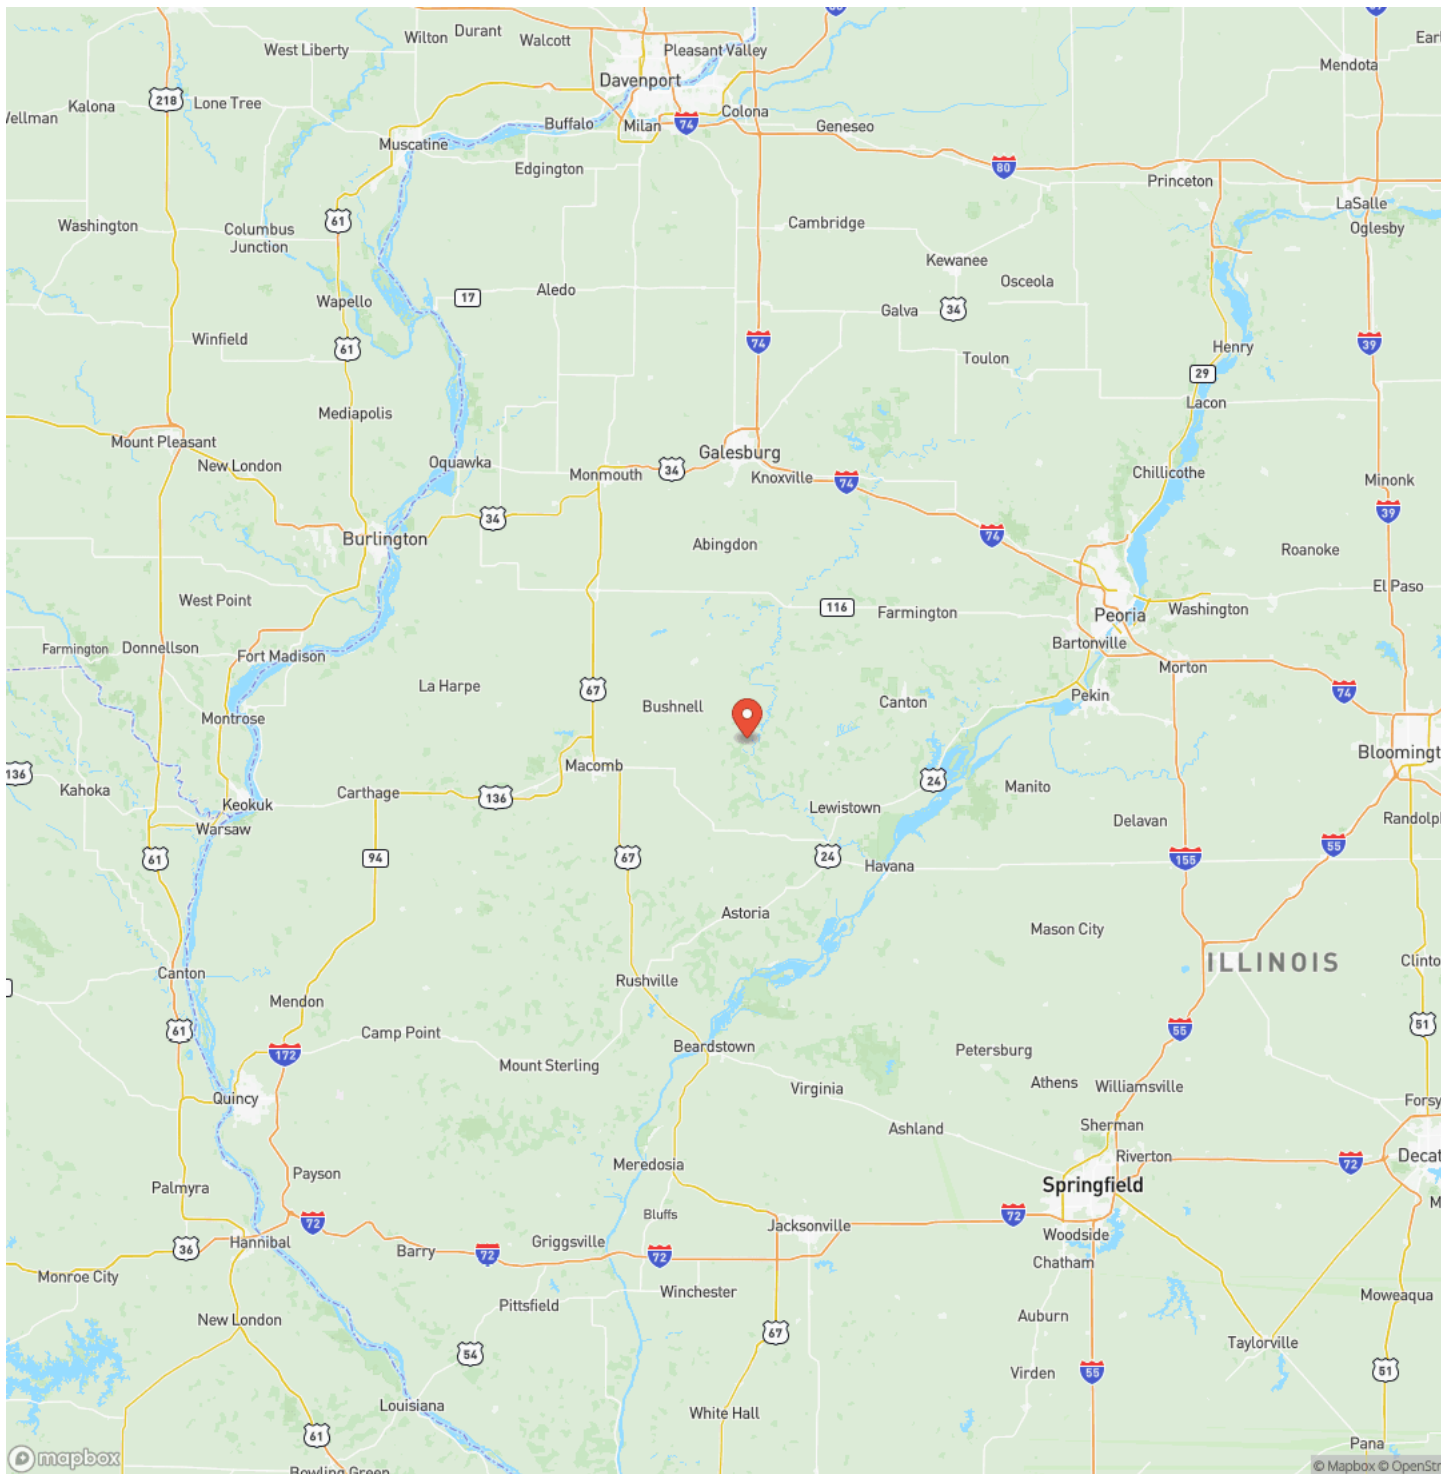 Wilton
Durant
Walcott
Pleasant Valley
West Liberty
Mendota
Davenport
218
Lone Tree
Kalona
Colona
Buffalo
Milan
74
Geneseo
Muscatine
Edgington
80
Princeton
61
LaSalle
Washington
Columbus
Junction
Cambridge
Oglesby
Kewanee
Osceola
Aledo
17
Wapello
Galva
34
Winfield
61
74
Toulon
Henry
39
29
Lacon
Mediapolis
Mount Pleasant
New London
Oquawka
Monmouth
34
Galesburg
Knoxville
74
Chillicothe
Minonk
39
34
Burlington
Abingdon
74
Roanoke
El Paso
West Point
116
Farmington
Peoria
Washington
Farmington
Donnellson
Fort Madison
Bartonville
Morton
La Harpe
67
Bushnell
Canton
Pekin
74
Montrose
Macomb
136
Kahoka
Keokuk
Carthage
136
24
Manito
Lewistown
Warsaw
Delavan
61
94
67
24
Havana
155
55
Astoria
Mason City
ILLINOIS
Canton
Rushville
Mendon
61
172
Camp Point
Beardstown
Mount Sterling
55
51
Petersburg
Athens
Williamsville
Virginia
Quincy
Ashland
Sherman
Riverton
72
Meredosia
Payson
Palmyra
Springfield
Bluffs
72
72
Jacksonville
Woodside
Hannibal
36
Barry
72
Griggsville
72
Chatham
Monroe City
Winchester
Pittsfield
Moweaqua
New London
Auburn
67
Taylorville
54
Virden
55
51
Louisiana
White Hall
61
Pana
Bowling Green
mapbox
© Mapbox © OpenStr